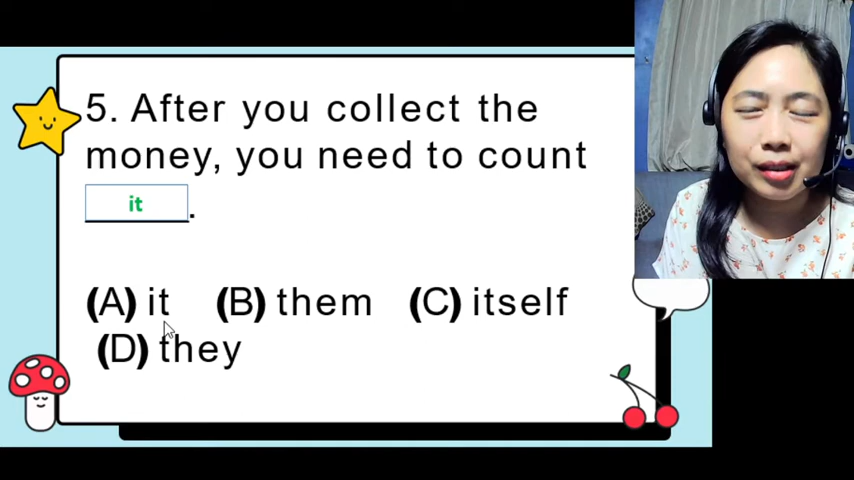 5. After you collect the
money, you need to count
it.
(A) it (B) them (C) itself
(D) they